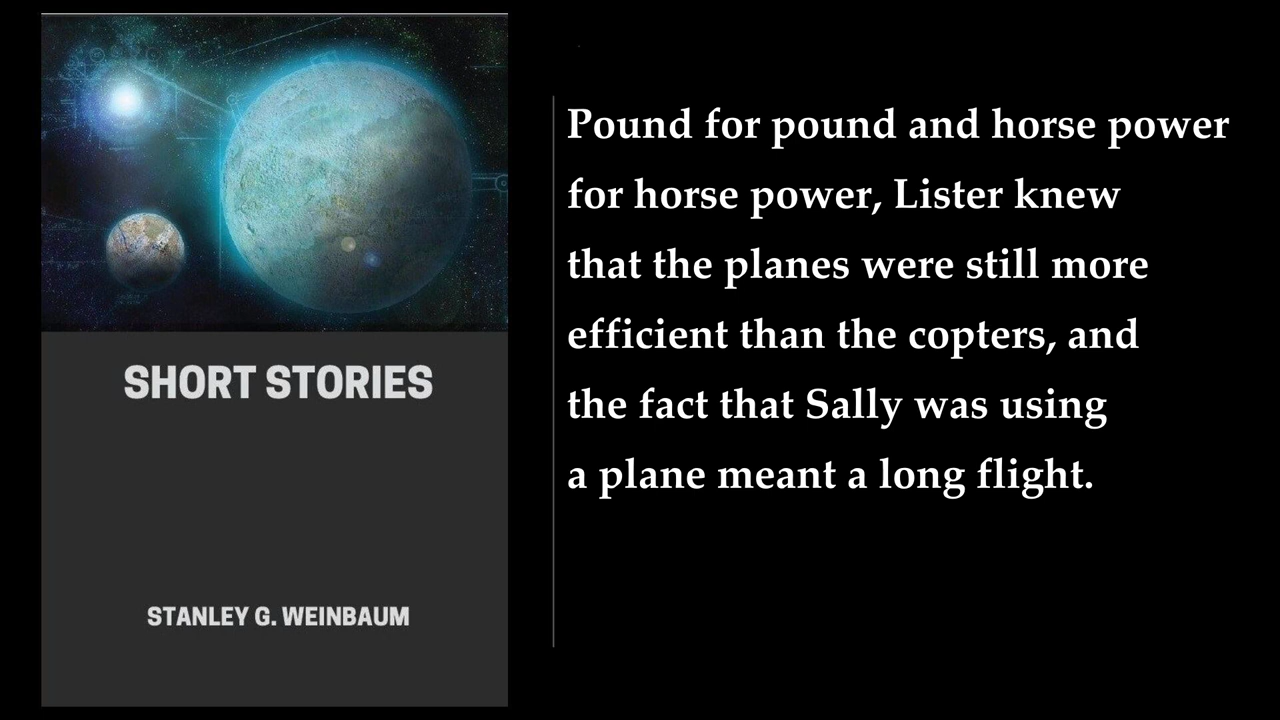 SHORT STORIES
STANLEY G. WEINBAUM
Pound for pound and horse power
for horse power, Lister knew
that the planes were still more
efficient than the copters, and
the fact that Sally was using
a plane meant a long flight.